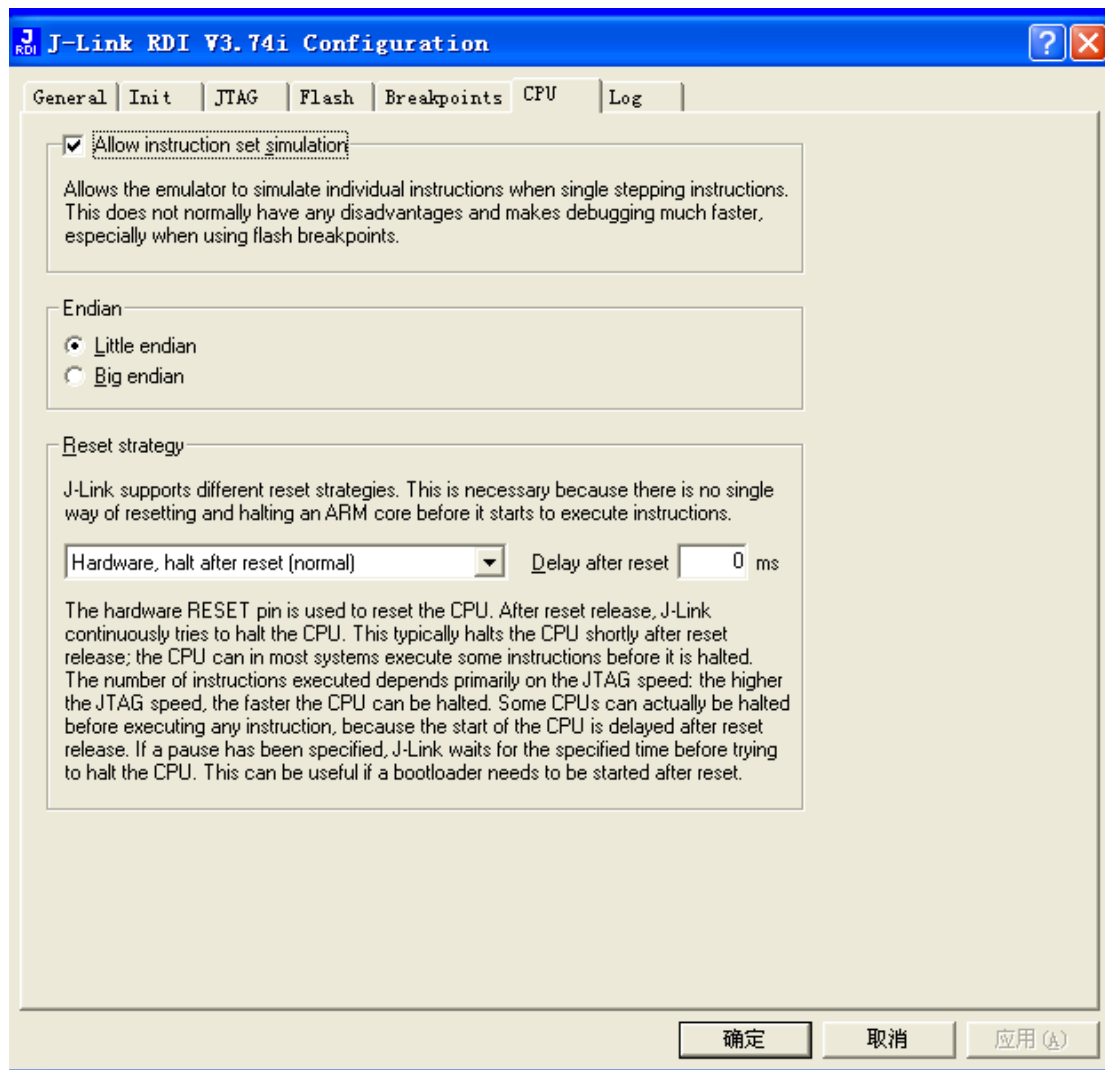 J RDI J-Link RDI V3.74i Configuration
General Init JTAG Flash Breakpoints CPU Log
Allow instruction set simulation
Allows the emulator to simulate individual instructions when single stepping instructions.
This does not normally have any disadvantages and makes debugging much faster,
especially when using flash breakpoints.
Endian
Little endian
Big endian
Reset strategy
J-Link supports different reset strategies. This is necessary because there is no single
way of resetting and halting an ARM core before it starts to execute instructions.
Hardware, halt after reset (normal) Delay after reset 0 ms
The hardware RESET pin is used to reset the CPU. After reset release, J-Link
continuously tries to halt the CPU. This typically halts the CPU shortly after reset
release; the CPU can in most systems execute some instructions before it is halted.
The number of instructions executed depends primarily on the JTAG speed: the higher
the JTAG speed, the faster the CPU can be halted. Some CPUs can actually be halted
before executing any instruction, because the start of the CPU is delayed after reset
release. If a pause has been specified, J-Link waits for the specified time before trying
to halt the CPU. This can be useful if a bootloader needs to be started after reset.
确定 取消 应用(A)